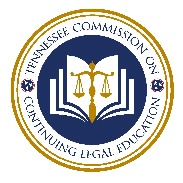 TENNESSEE COMMISSION ON
CONTINUING LEGAL EDUCATION